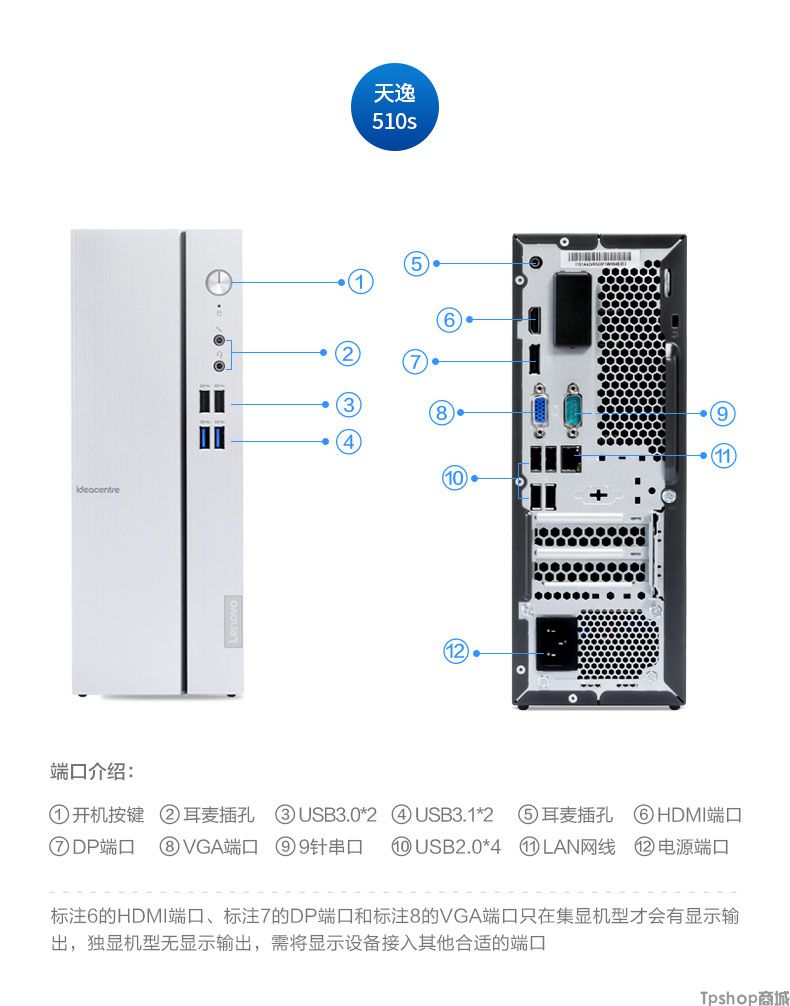 天逸
510s
①
②
③
④
ideacentre
Lenovo
⑤
⑥
⑦
⑧
⑨
⑩
⑪
⑫
端口介绍：
①开机按键 ②耳麦插孔 ③USB3.0*2 ④USB3.1*2 ⑤耳麦插孔 ⑥HDMI端口
⑦DP端口 ⑧VGA端口 ⑨9针串口 ⑩USB2.0*4 ⑪LAN网线 ⑫电源端口
标注6的HDMI端口、标注7的DP端口和标注8的VGA端口只在集显机型才会有显示输
出，独显机型无显示输出，需将显示设备接入其他合适的端口
Tpshop商城